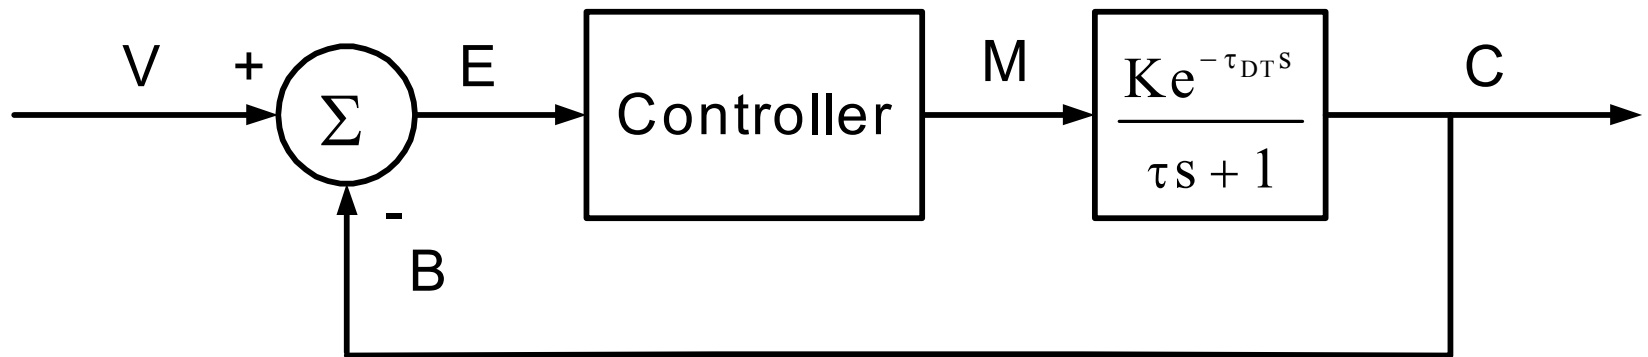 V + E M C
Σ Controller Ke^{-τ_{DT}s}
τs + 1
-
B